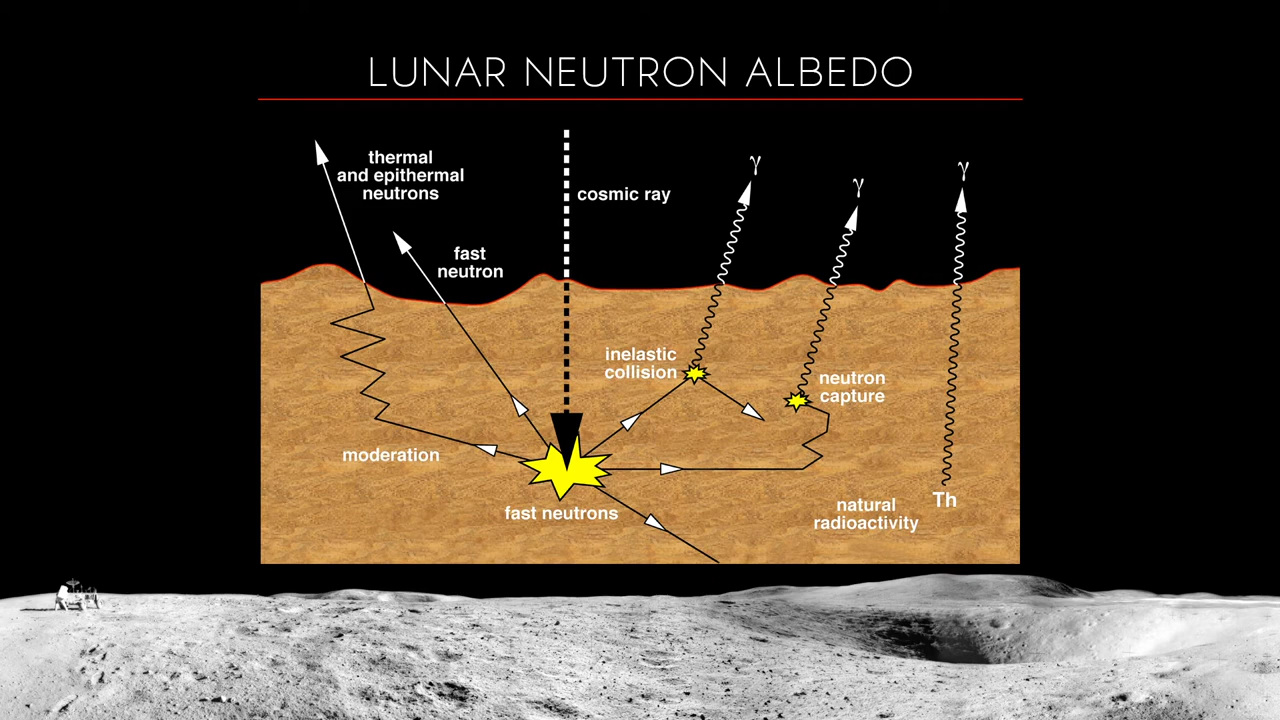 LUNAR NEUTRON ALBEDO
thermal
and epithermal
neutrons
cosmic ray
fast
neutron
γ
γ
γ
inelastic
collision
neutron
capture
moderation
fast neutrons
natural
radioactivity
Th